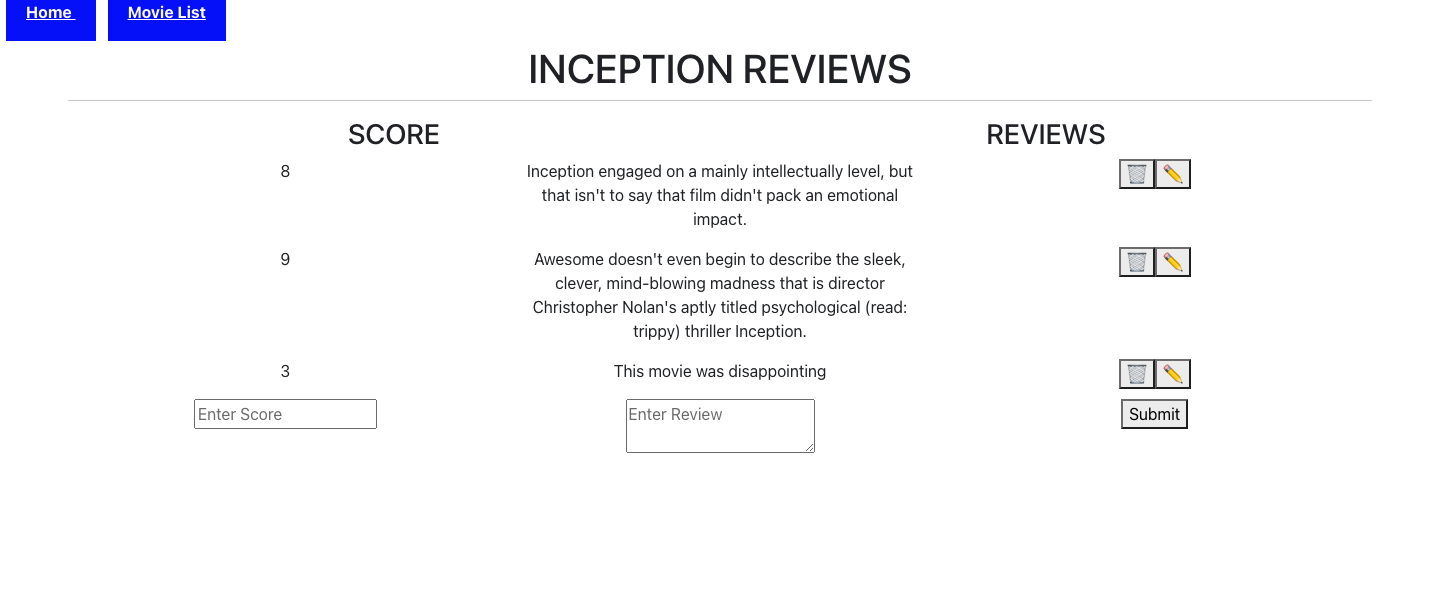 Home Movie List
INCEPTION REVIEWS
SCORE REVIEWS
8 Inception engaged on a mainly intellectually level, but
that isn't to say that film didn't pack an emotional
impact.
9 Awesome doesn't even begin to describe the sleek,
clever, mind-blowing madness that is director
Christopher Nolan's aptly titled psychological (read:
trippy) thriller Inception.
3 This movie was disappointing
Enter Score Enter Review Submit